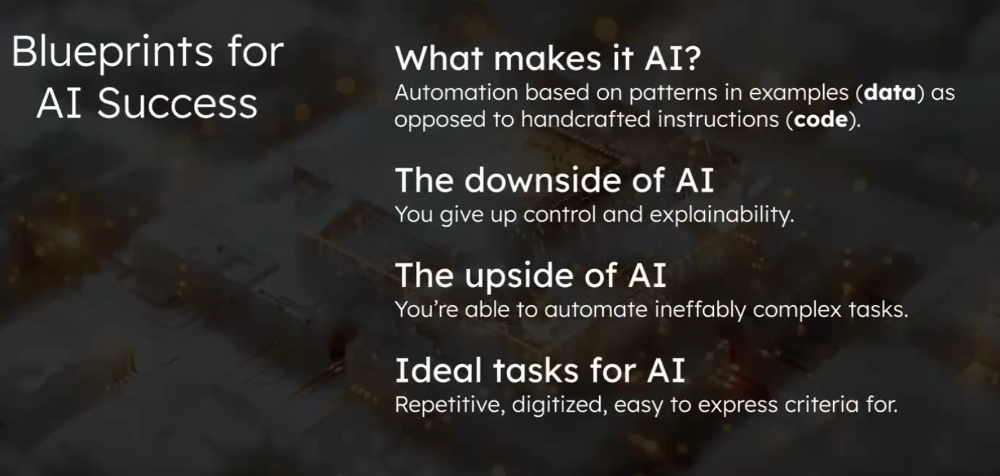 Blueprints for
AI Success
What makes it AI?
Automation based on patterns in examples (data) as
opposed to handcrafted instructions (code).
The downside of AI
You give up control and explainability.
The upside of AI
You’re able to automate ineffably complex tasks.
Ideal tasks for AI
Repetitive, digitized, easy to express criteria for.